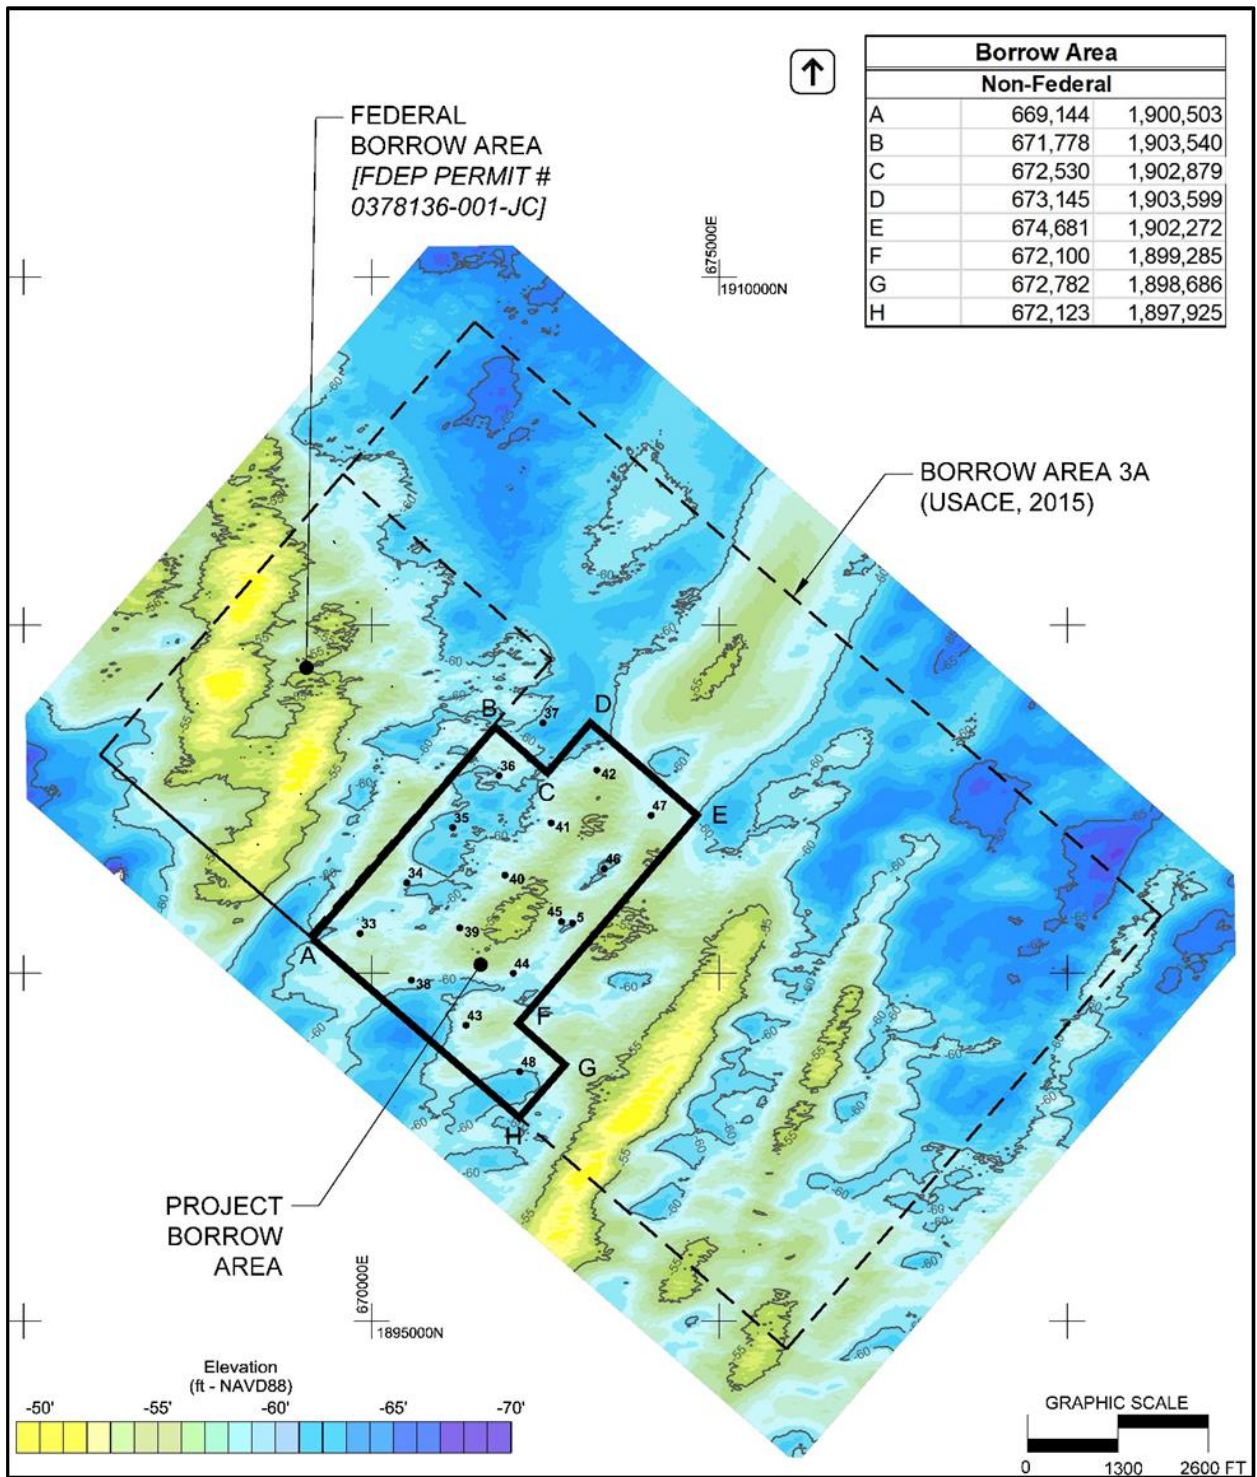 Borrow Area
Non-Federal
A 669,144 1,900,503
B 671,778 1,903,540
C 672,530 1,902,879
D 673,145 1,903,599
E 674,681 1,902,272
F 672,100 1,899,285
G 672,782 1,898,686
H 672,123 1,897,925
FEDERAL
BORROW AREA
[FDEP PERMIT #
0378136-001-JC]
675000E
1910000N
BORROW AREA 3A
(USACE, 2015)
B
37
D
36
C
42
47
E
35
41
46
34
40
33
39
45
5
A
38
44
43
F
48
G
H
PROJECT
BORROW
AREA
670000E
1895000N
-60
-65
-55
Elevation
(ft - NAVD88)
-50' -55' -60' -65' -70'
GRAPHIC SCALE
0 1300 2600 FT